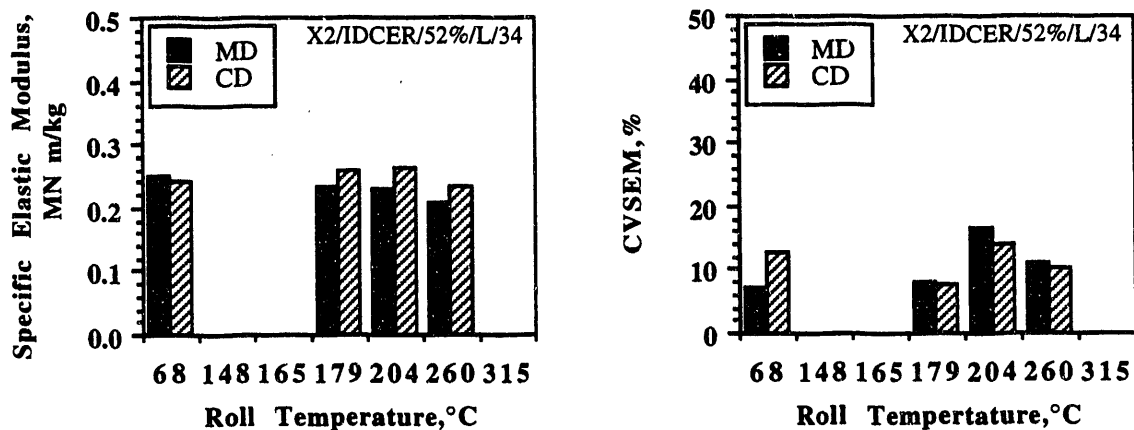 Specific Elastic Modulus,
MN m/kg
0.5
0.4
0.3
0.2
0.1
0.0
X2/IDCER/52%/L/34
MD
CD
68 148 165 179 204 260 315
Roll Temperature,°C
CVSEM,%
50
40
30
20
10
0
X2/IDCER/52%/L/34
MD
CD
68 148 165 179 204 260 315
Roll Tempertature,°C